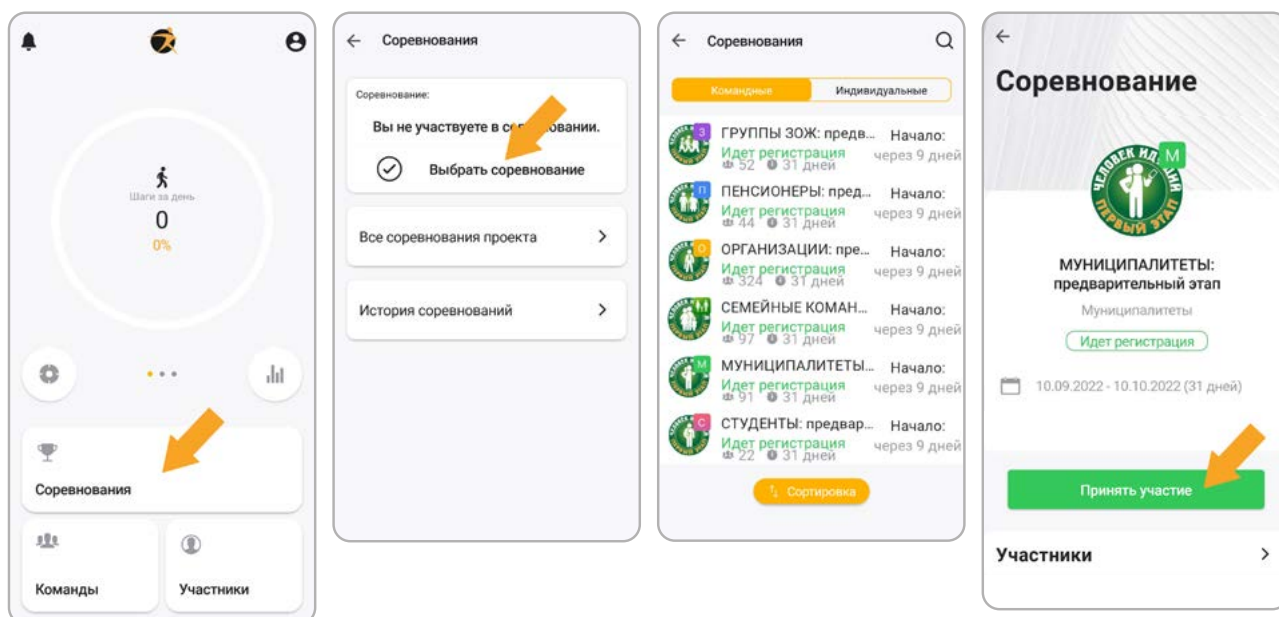 Шаги за день
0
0%
Соревнования
Команды
Участники
Соревнования
Соревнование:
Вы не участвуете в соревновании.
Выбрать соревнование
Все соревнования проекта
История соревнований
Соревнования
Командные
Индивидуальные
З
ГРУППЫ ЗОЖ: предв... Начало:
Идет регистрация через 9 дней
52 31 дней
П
ПЕНСИОНЕРЫ: пред... Начало:
Идет регистрация через 9 дней
44 31 дней
О
ОРГАНИЗАЦИИ: пре... Начало:
Идет регистрация через 9 дней
324 31 дней
СЕМЕЙНЫЕ КОМАН... Начало:
Идет регистрация через 9 дней
97 31 дней
М
МУНИЦИПАЛИТЕТЫ... Начало:
Идет регистрация через 9 дней
91 31 дней
С
СТУДЕНТЫ: предвар... Начало:
Идет регистрация через 9 дней
22 31 дней
Сортировка
Соревнование
ЧЕЛОВЕК
М
ПЕРВЫЙ ЭТАП
МУНИЦИПАЛИТЕТЫ:
предварительный этап
Муниципалитеты
Идет регистрация
10.09.2022 - 10.10.2022 (31 дней)
Принять участие
Участники